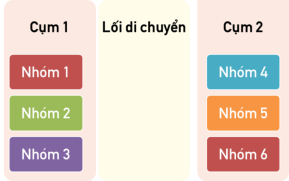 Cụm 1
Lối di chuyển
Cụm 2
Nhóm 1
Nhóm 4
Nhóm 2
Nhóm 5
Nhóm 3
Nhóm 6